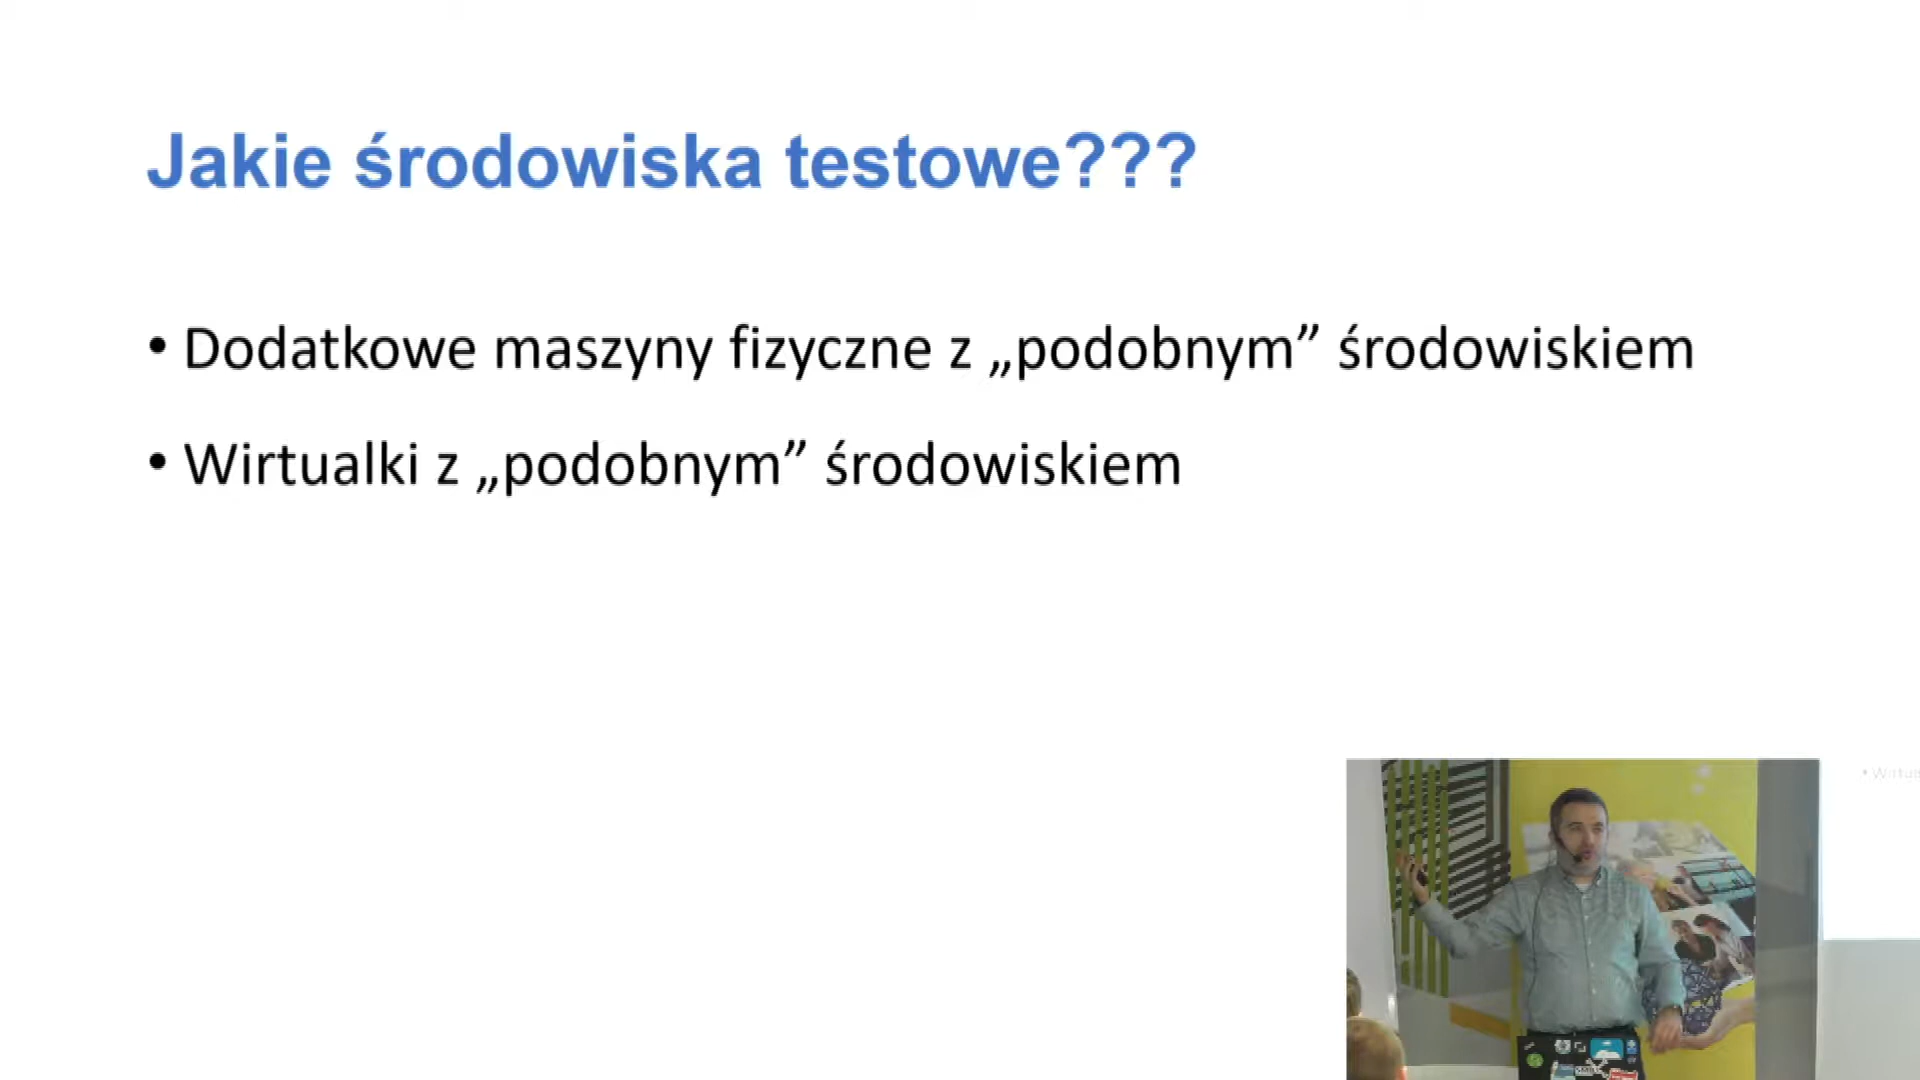 Jakie środowiska testowe???
• Dodatkowe maszyny fizyczne z „podobnym” środowiskiem
• Wirtualki z „podobnym” środowiskiem